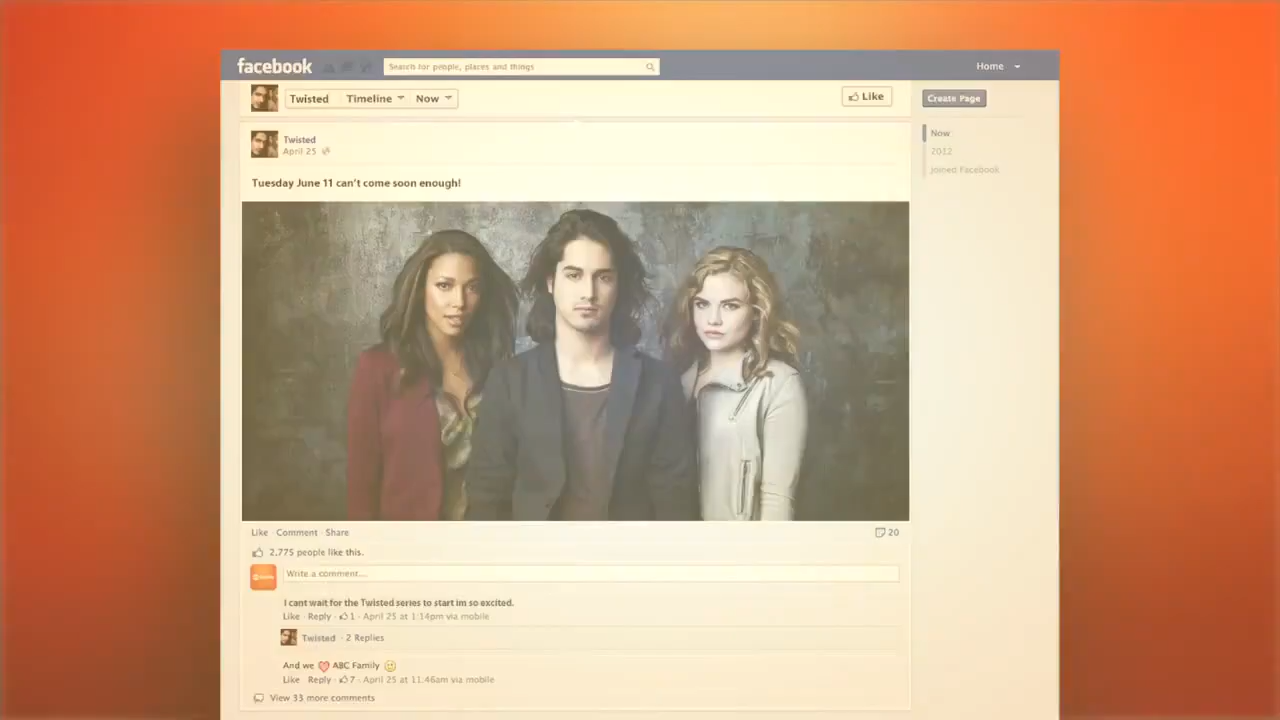 facebook
Search for people, places and things
Home
Twisted Timeline Now
Like
Create Page
Now
2012
Joined Facebook
Twisted
April 25
Tuesday June 11 can't come soon enough!
Like · Comment · Share
20
2,775 people like this.
Write a comment...
I cant wait for the Twisted series to start im so excited.
Like · Reply · 1 · April 25 at 1:14pm via mobile
Twisted · 2 Replies
And we ❤ ABC Family 🙂
Like · Reply · 7 · April 25 at 11.46am via mobile
View 33 more comments